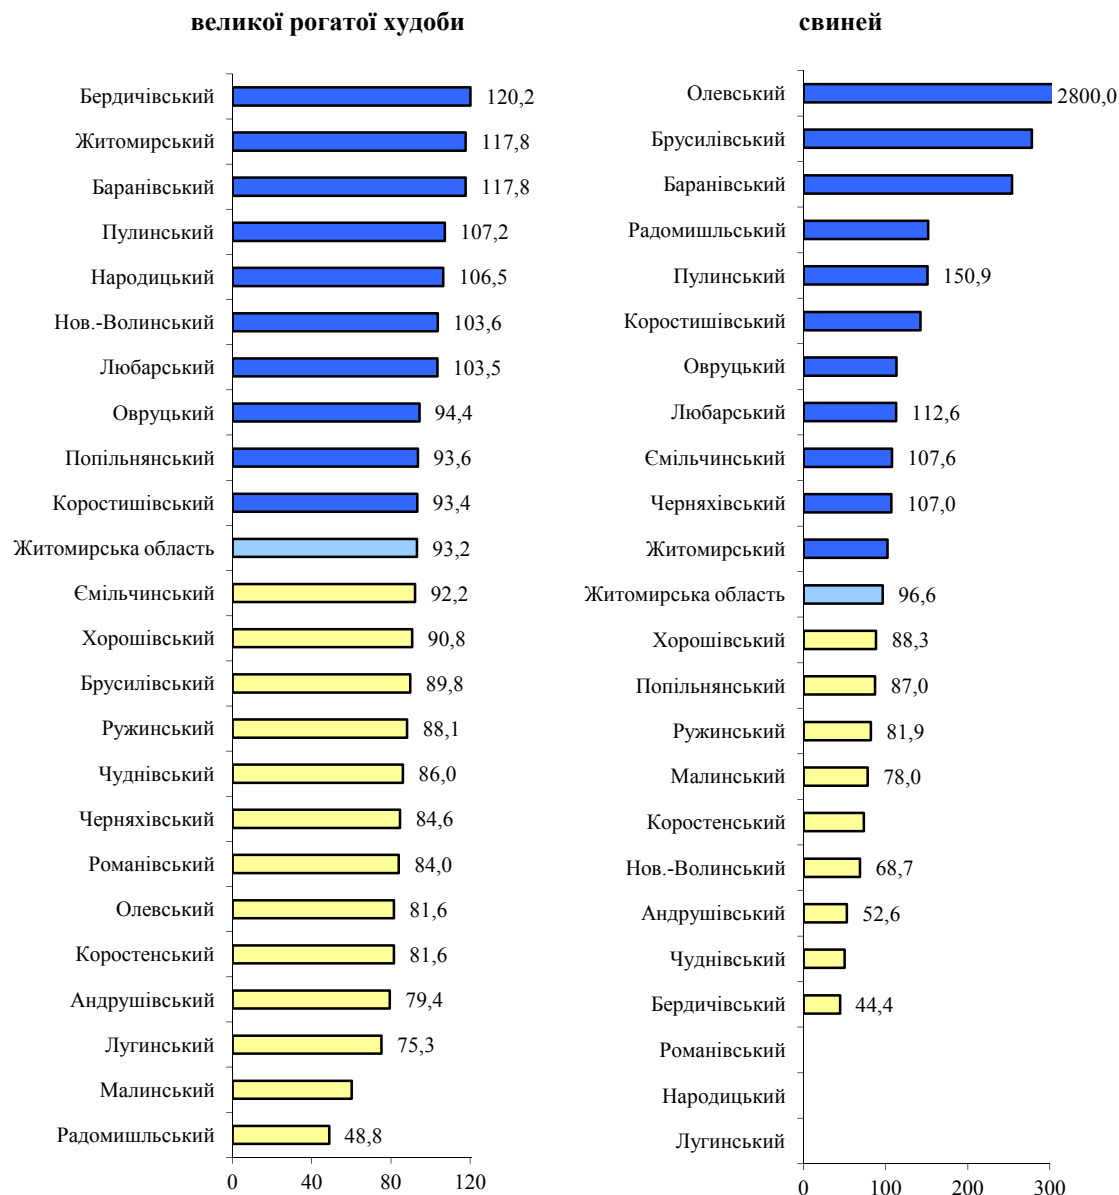 великої рогатої худоби
Бердичівський 120,2
Житомирський 117,8
Баранівський 117,8
Пулинський 107,2
Народицький 106,5
Нов.-Волинський 103,6
Любарський 103,5
Овруцький 94,4
Попільнянський 93,6
Коростишівський 93,4
Житомирська область 93,2
Ємільчинський 92,2
Хорошівський 90,8
Брусилівський 89,8
Ружинський 88,1
Чуднівський 86,0
Черняхівський 84,6
Романівський 84,0
Олевський 81,6
Коростенський 81,6
Андрушівський 79,4
Лугинський 75,3
Малинський
Радомишльський 48,8
0 40 80 120
свиней
Олевський 2800,0
Брусилівський
Баранівський
Радомишльський
Пулинський 150,9
Коростишівський
Овруцький
Любарський 112,6
Ємільчинський 107,6
Черняхівський 107,0
Житомирський
Житомирська область 96,6
Хорошівський 88,3
Попільнянський 87,0
Ружинський 81,9
Малинський 78,0
Коростенський
Нов.-Волинський 68,7
Андрушівський 52,6
Чуднівський
Бердичівський 44,4
Романівський
Народицький
Лугинський
0 100 200 300